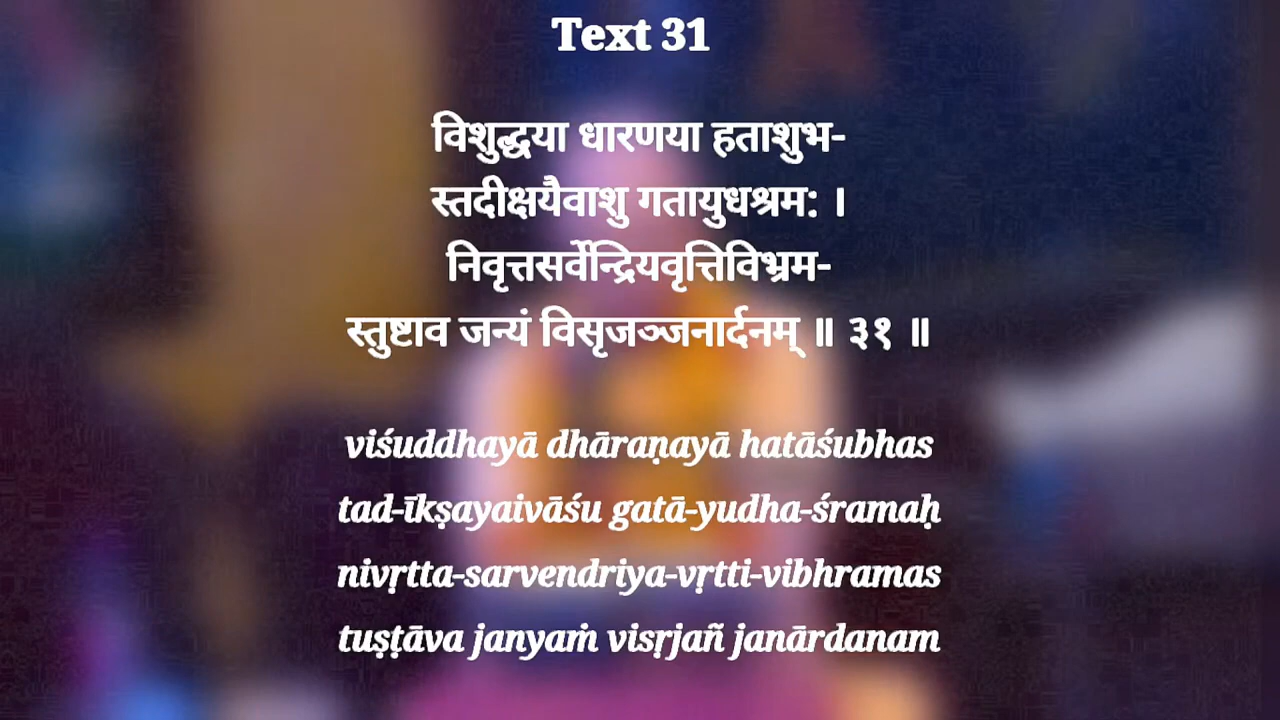 Text 31
विशुद्धया धारणया हताशुभ-
स्तदीक्षयैवाशु गतायुधश्रम: ।
निवृत्तसर्वेन्द्रियवृत्तिविभ्रम-
स्तुष्टाव जन्यं विसृजञ्जनार्दनम् ॥ ३१ ॥
viśuddhayā dhāraṇayā hatāśubhas
tad-īkṣayaivāśu gatā-yudha-śramaḥ
nivṛtta-sarvendriya-vṛtti-vibhramas
tuṣṭāva janyaṁ visṛjañ janārdanam